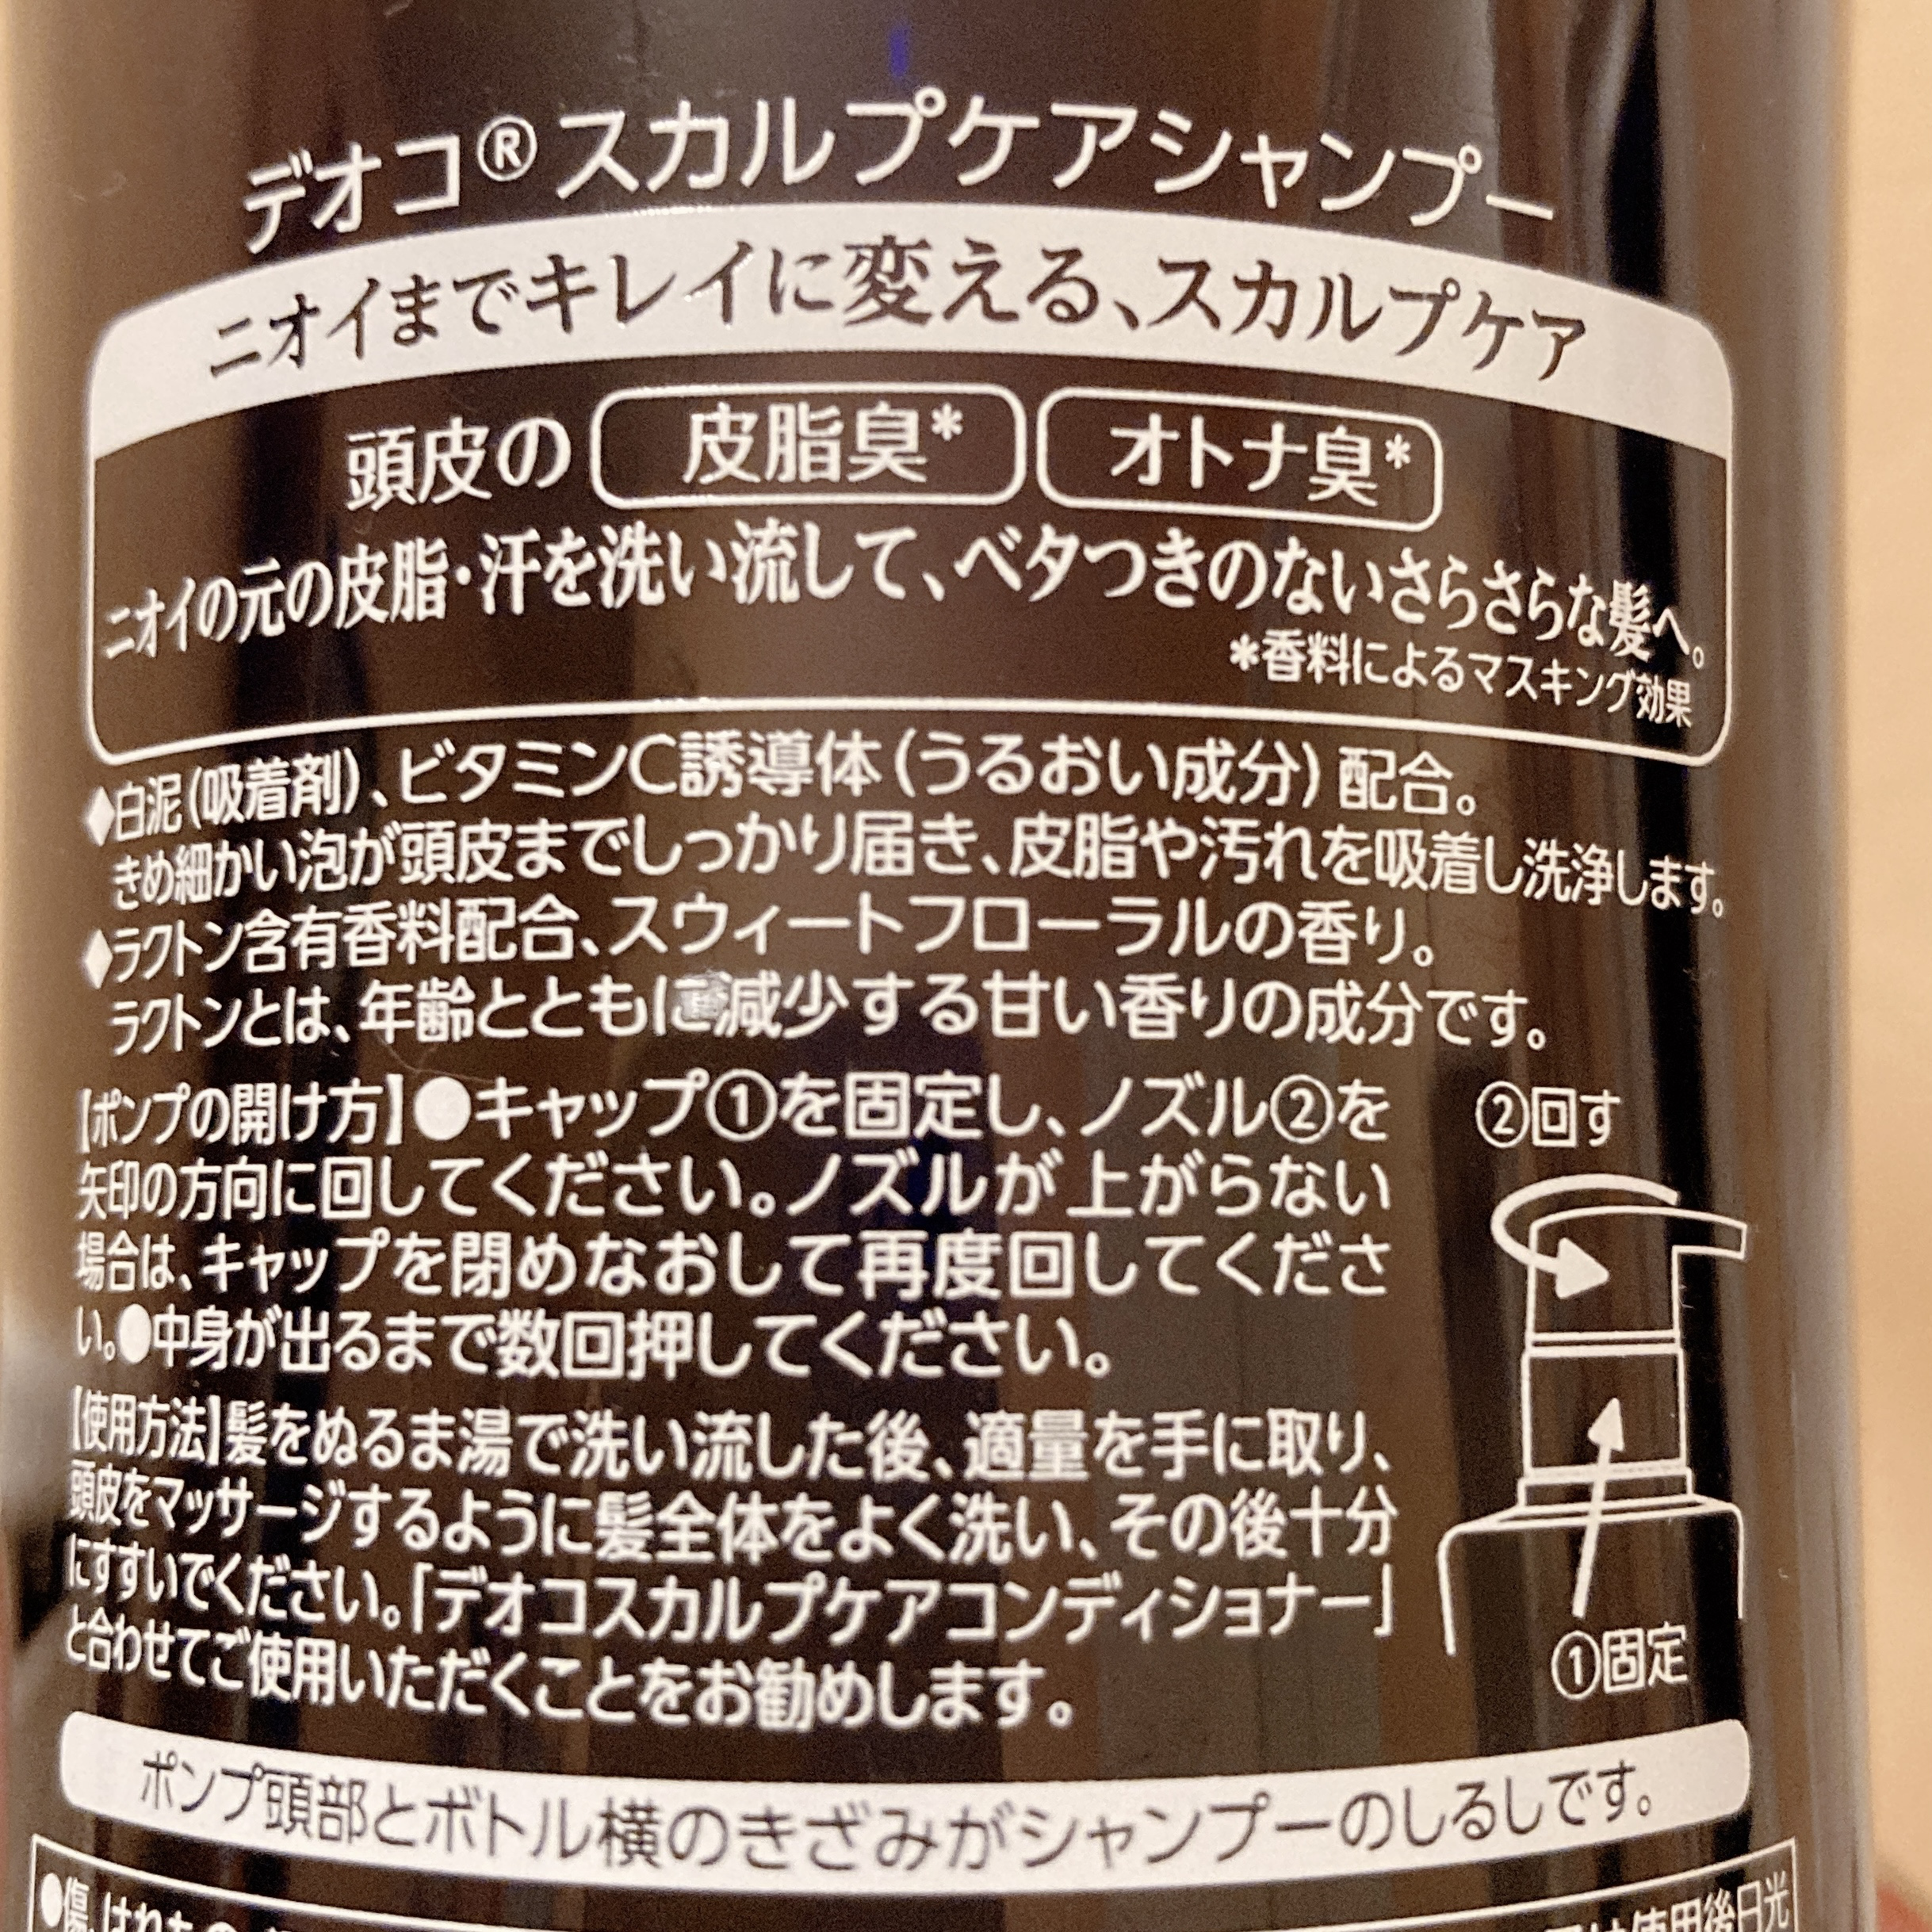 デオコ®スカルプケアシャンプー
ニオイまでキレイに変える、スカルプケア
頭皮の 皮脂臭* オトナ臭*
ニオイの元の皮脂・汗を洗い流して、ベタつきのないさらさらな髪へ。
*香料によるマスキング効果
◆白泥(吸着剤)、ビタミンC誘導体(うるおい成分)配合。
きめ細かい泡が頭皮までしっかり届き、皮脂や汚れを吸着し洗浄します。
◆ラクトン含有香料配合、スウィートフローラルの香り。
ラクトンとは、年齢とともに減少する甘い香りの成分です。
【ポンプの開け方】●キャップ①を固定し、ノズル②を
矢印の方向に回してください。ノズルが上がらない
場合は、キャップを閉めなおして再度回してくださ
い。●中身が出るまで数回押してください。
②回す
①固定
【使用方法】髪をぬるま湯で洗い流した後、適量を手に取り、
頭皮をマッサージするように髪全体をよく洗い、その後十分
にすすいでください。「デオコスカルプケアコンディショナー」
と合わせてご使用いただくことをお勧めします。
ポンプ頭部とボトル横のきざみがシャンプーのしるしです。
●傷、はれもの
使用後日光